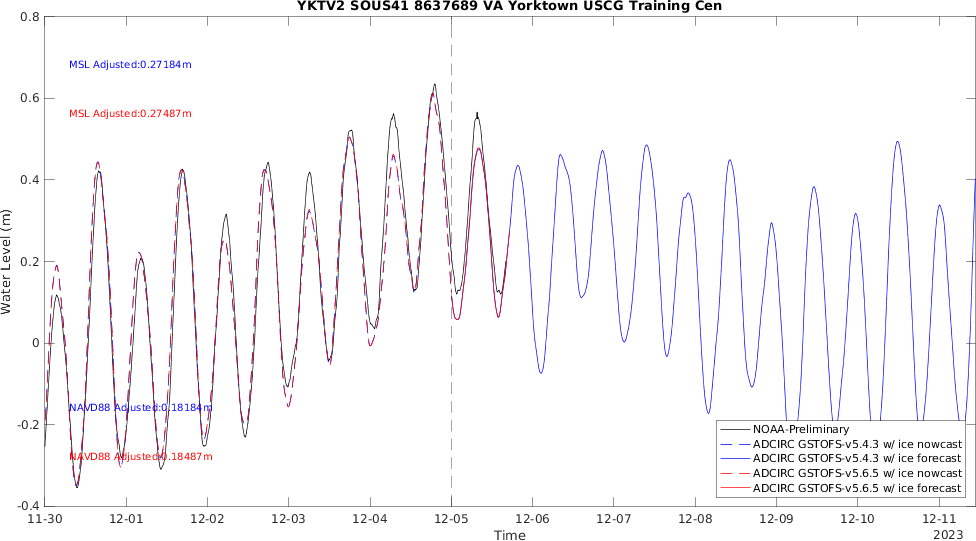 YKTV2 SOUS41 8637689 VA Yorktown USCG Training Cen
0.8
MSL Adjusted:0.27184m
0.6
MSL Adjusted:0.27487m
0.4
0.2
Water Level (m)
0
NAVD88 Adjusted:0.18184m
-0.2
NAVD88 Adjusted:0.18487m
NOAA-Preliminary
ADCIRC GSTOFS-v5.4.3 w/ ice nowcast
ADCIRC GSTOFS-v5.4.3 w/ ice forecast
ADCIRC GSTOFS-v5.6.5 w/ ice nowcast
ADCIRC GSTOFS-v5.6.5 w/ ice forecast
-0.4
11-30 12-01 12-02 12-03 12-04 12-05 12-06 12-07 12-08 12-09 12-10 12-11
Time 2023